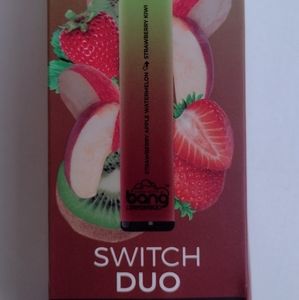 STRAWBERRY APPLE WATERMELON STRAWBERRY KIWI
bang
SWITCH
DUO